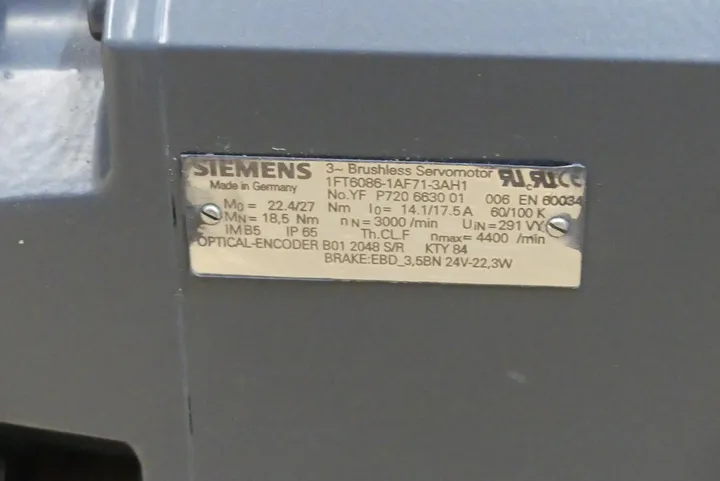 SIEMENS 3~ Brushless Servomotor
Made in Germany 1FT6086-1AF71-3AH1
No.YF P720 6630 01 006 EN 60034
M0 = 22.4/27 Nm I0 = 14.1/17.5 A 60/100 K
MN = 18,5 Nm nN = 3000 /min UIN = 291 VY
IM B5 IP 65 Th.CL.F nmax = 4400 /min
OPTICAL-ENCODER B01 2048 S/R KTY 84
BRAKE:EBD_3,5BN 24V-22,3W